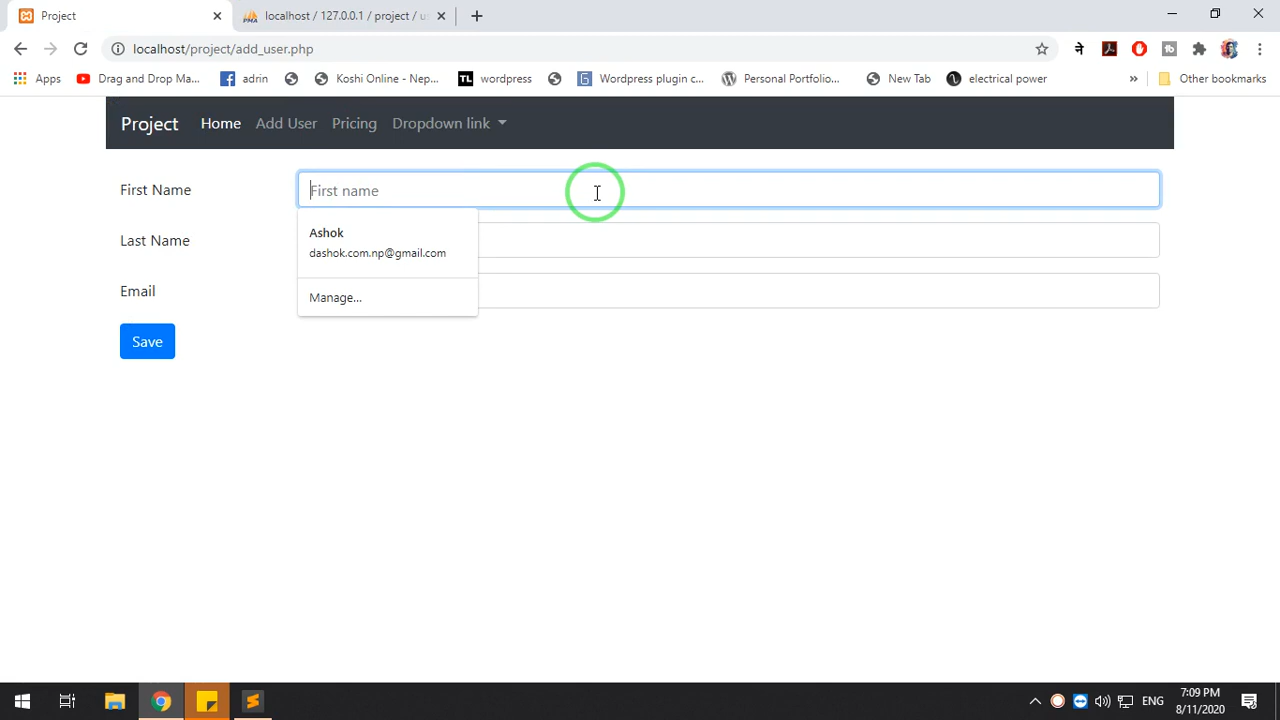 Project
localhost / 127.0.0.1 / project / u
localhost/project/add_user.php
Apps
Drag and Drop Ma...
adrin
Koshi Online - Nep...
TL wordpress
Wordpress plugin c...
Personal Portfolio...
New Tab
electrical power
»
Other bookmarks
Project
Home
Add User
Pricing
Dropdown link
First Name
First name
Ashok
dashok.com.np@gmail.com
Manage...
Last Name
Email
Save
ENG
7:09 PM
8/11/2020